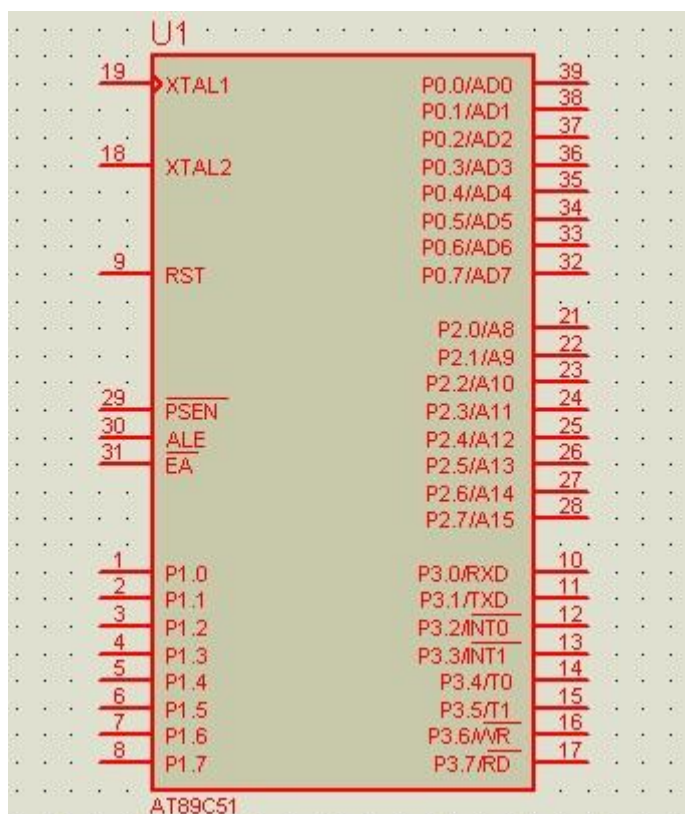 U1
19 XTAL1 P0.0/AD0 39
P0.1/AD1 38
P0.2/AD2 37
18 XTAL2 P0.3/AD3 36
P0.4/AD4 35
P0.5/AD5 34
P0.6/AD6 33
9 RST P0.7/AD7 32
P2.0/A8 21
P2.1/A9 22
P2.2/A10 23
29 PSEN P2.3/A11 24
30 ALE P2.4/A12 25
31 EA P2.5/A13 26
P2.6/A14 27
P2.7/A15 28
1 P1.0 P3.0/RXD 10
2 P1.1 P3.1/TXD 11
3 P1.2 P3.2/INT0 12
4 P1.3 P3.3/INT1 13
5 P1.4 P3.4/T0 14
6 P1.5 P3.5/T1 15
7 P1.6 P3.6/WR 16
8 P1.7 P3.7/RD 17
AT89C51